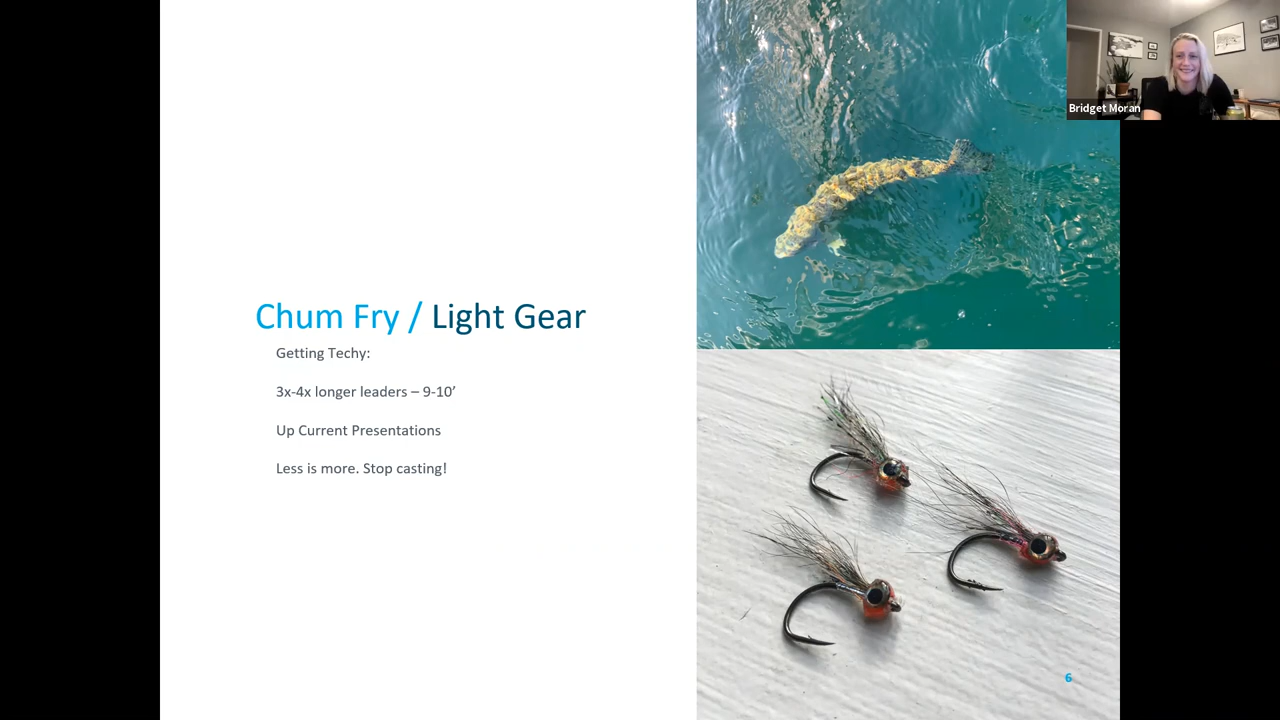 Bridget Moran
Chum Fry / Light Gear
Getting Techy:
3x-4x longer leaders – 9-10’
Up Current Presentations
Less is more. Stop casting!
6